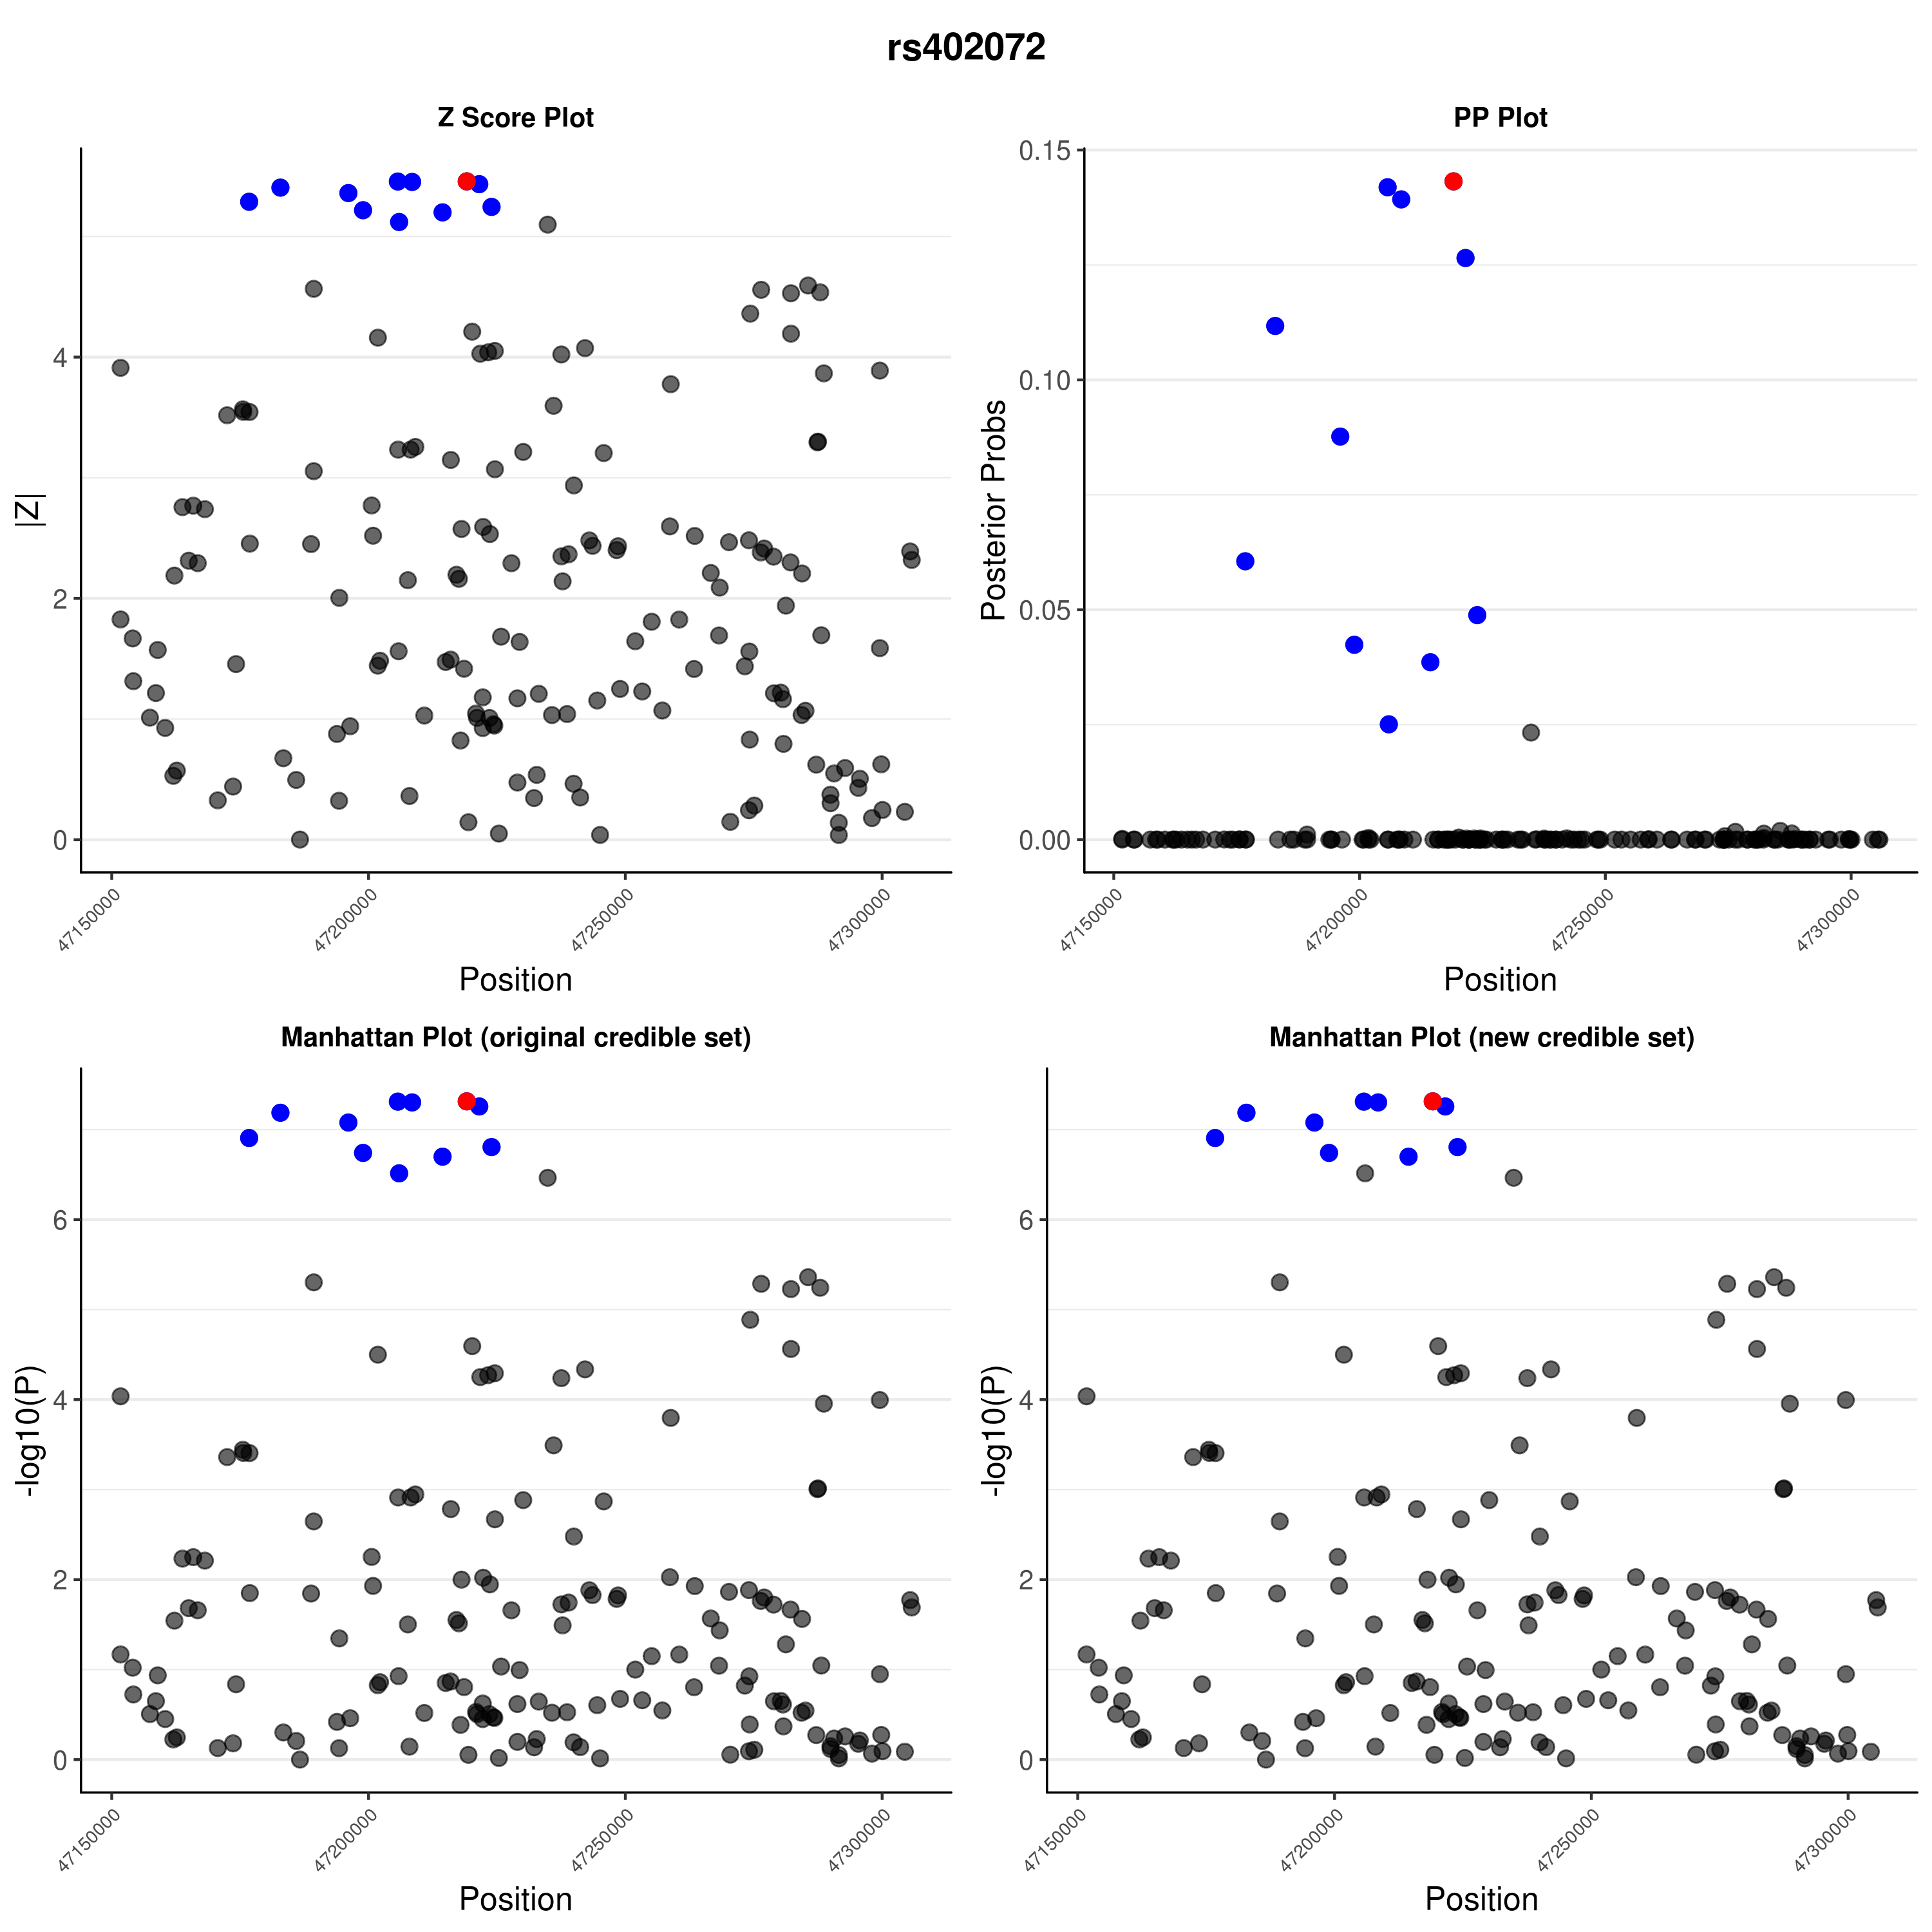 rs402072
Z Score Plot
|Z|
4
2
0
47150000
47200000
47250000
47300000
Position
PP Plot
Posterior Probs
0.15
0.10
0.05
0.00
47150000
47200000
47250000
47300000
Position
Manhattan Plot (original credible set)
-log10(P)
6
4
2
0
47150000
47200000
47250000
47300000
Position
Manhattan Plot (new credible set)
-log10(P)
6
4
2
0
47150000
47200000
47250000
47300000
Position